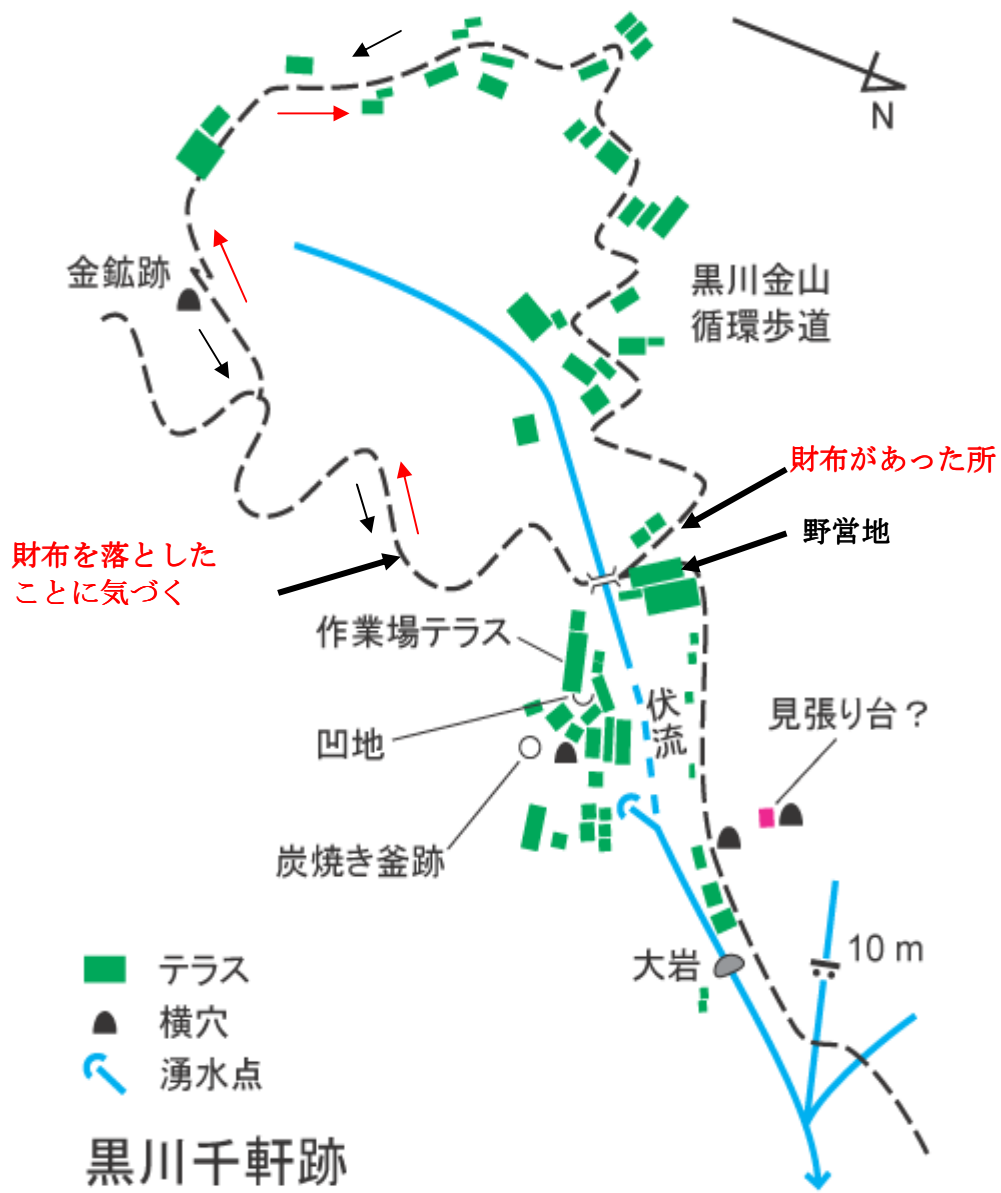 N
金鉱跡
黒川金山
循環歩道
財布があった所
野営地
財布を落とした
ことに気づく
作業場テラス
伏流
見張り台？
凹地
炭焼き釜跡
大岩
10 m
テラス
横穴
湧水点
黒川千軒跡